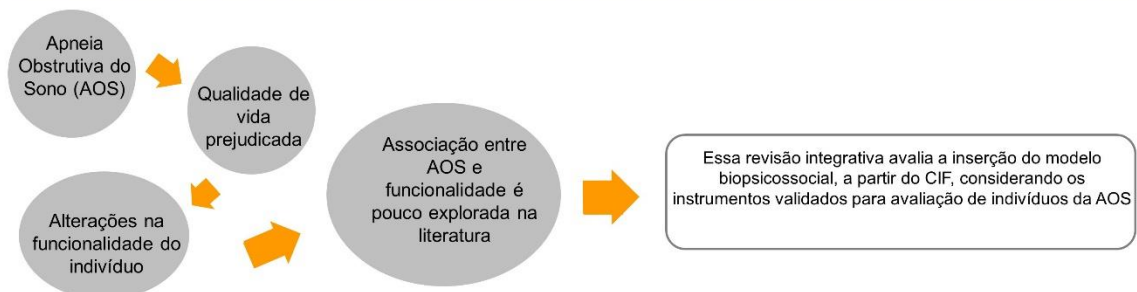 Apneia
Obstrutiva do
Sono (AOS)
Qualidade de
vida
prejudicada
Alterações na
funcionalidade do
indivíduo
Associação entre
AOS e
funcionalidade é
pouco explorada na
literatura
Essa revisão integrativa avalia a inserção do modelo
biopsicossocial, a partir do CIF, considerando os
instrumentos validados para avaliação de indivíduos da AOS